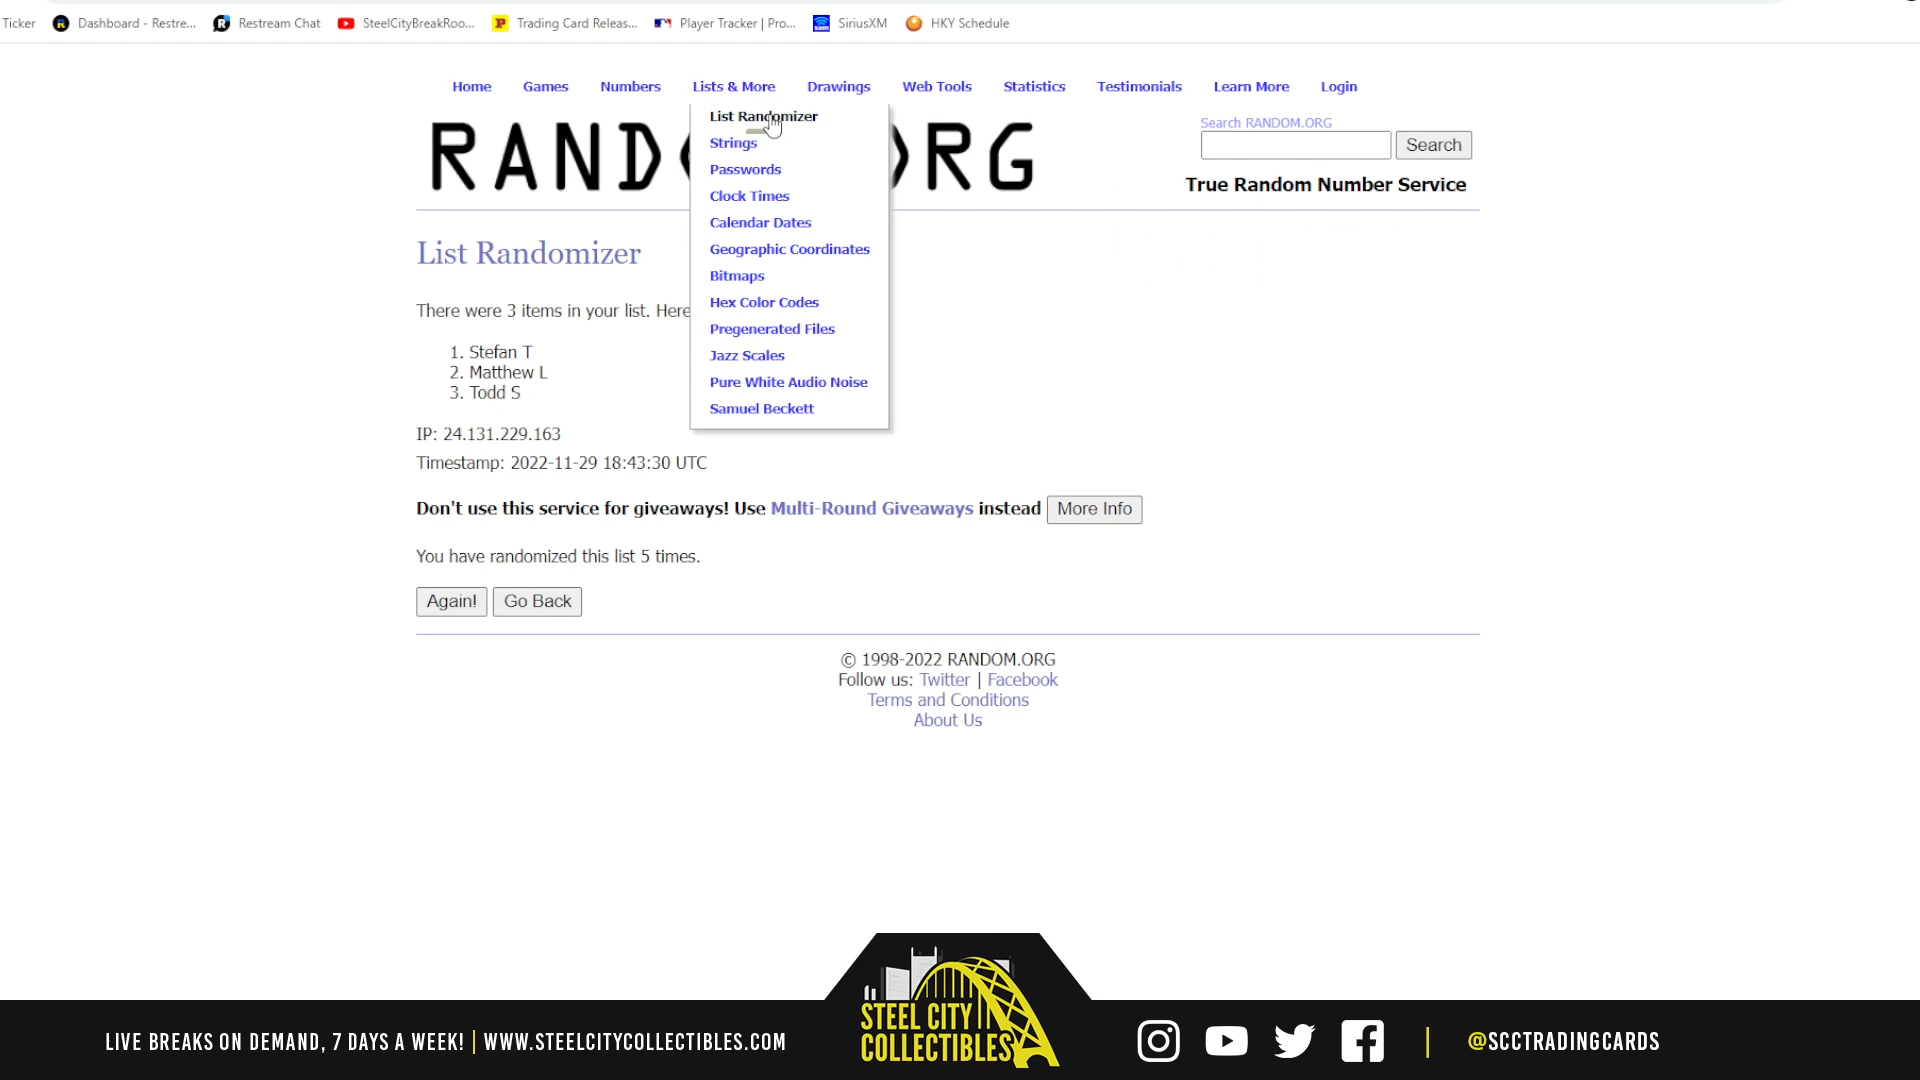 Ticker Dashboard - Restre... Restream Chat SteelCityBreakRoo... Trading Card Releas... Player Tracker | Pro... SiriusXM HKY Schedule
Home Games Numbers Lists & More Drawings Web Tools Statistics Testimonials Learn More Login
List Randomizer
Strings
Passwords
Clock Times
Calendar Dates
Geographic Coordinates
Bitmaps
Hex Color Codes
Pregenerated Files
Jazz Scales
Pure White Audio Noise
Samuel Beckett
RAND RG
Search RANDOM.ORG
Search
True Random Number Service
List Randomizer
There were 3 items in your list. Here
1. Stefan T
2. Matthew L
3. Todd S
IP: 24.131.229.163
Timestamp: 2022-11-29 18:43:30 UTC
Don't use this service for giveaways! Use Multi-Round Giveaways instead More Info
You have randomized this list 5 times.
Again! Go Back
© 1998-2022 RANDOM.ORG
Follow us: Twitter | Facebook
Terms and Conditions
About Us
STEEL CITY
COLLECTIBLES
LIVE BREAKS ON DEMAND, 7 DAYS A WEEK! | WWW.STEELCITYCOLLECTIBLES.COM
| @SCCTRADINGCARDS